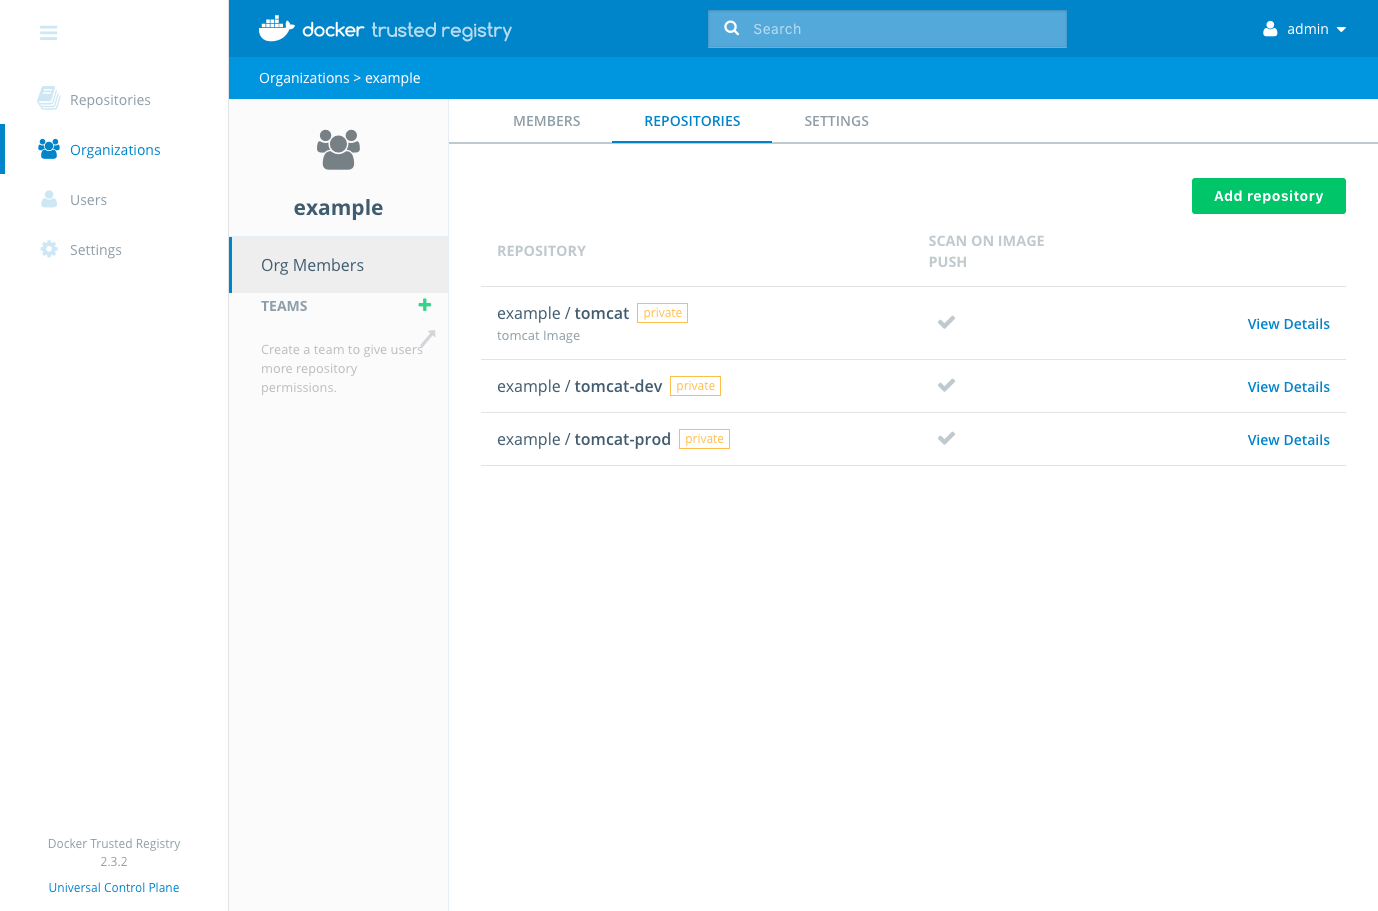 docker trusted registry
Search
admin
Organizations > example
Repositories
Organizations
Users
Settings
example
Org Members
TEAMS
Create a team to give users
more repository
permissions.
MEMBERS
REPOSITORIES
SETTINGS
Add repository
REPOSITORY
SCAN ON IMAGE
PUSH
example / tomcat private
tomcat Image
View Details
example / tomcat-dev private
View Details
example / tomcat-prod private
View Details
Docker Trusted Registry
2.3.2
Universal Control Plane